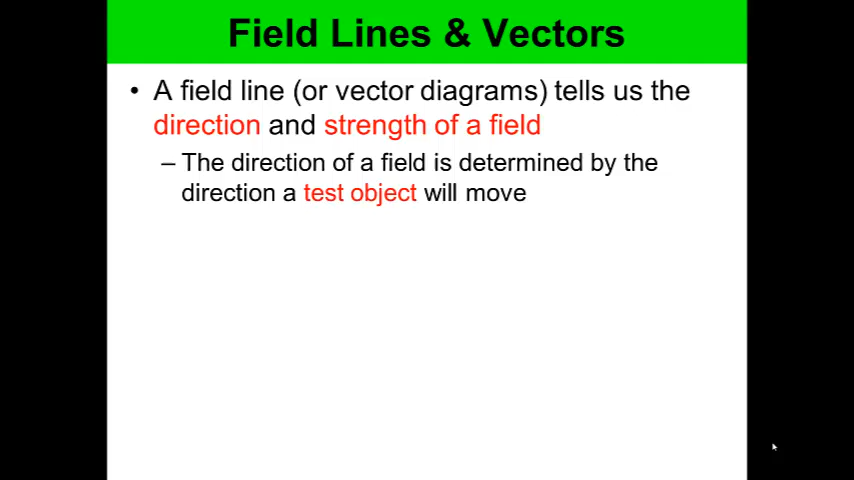 Field Lines & Vectors
• A field line (or vector diagrams) tells us the
direction and strength of a field
– The direction of a field is determined by the
direction a test object will move